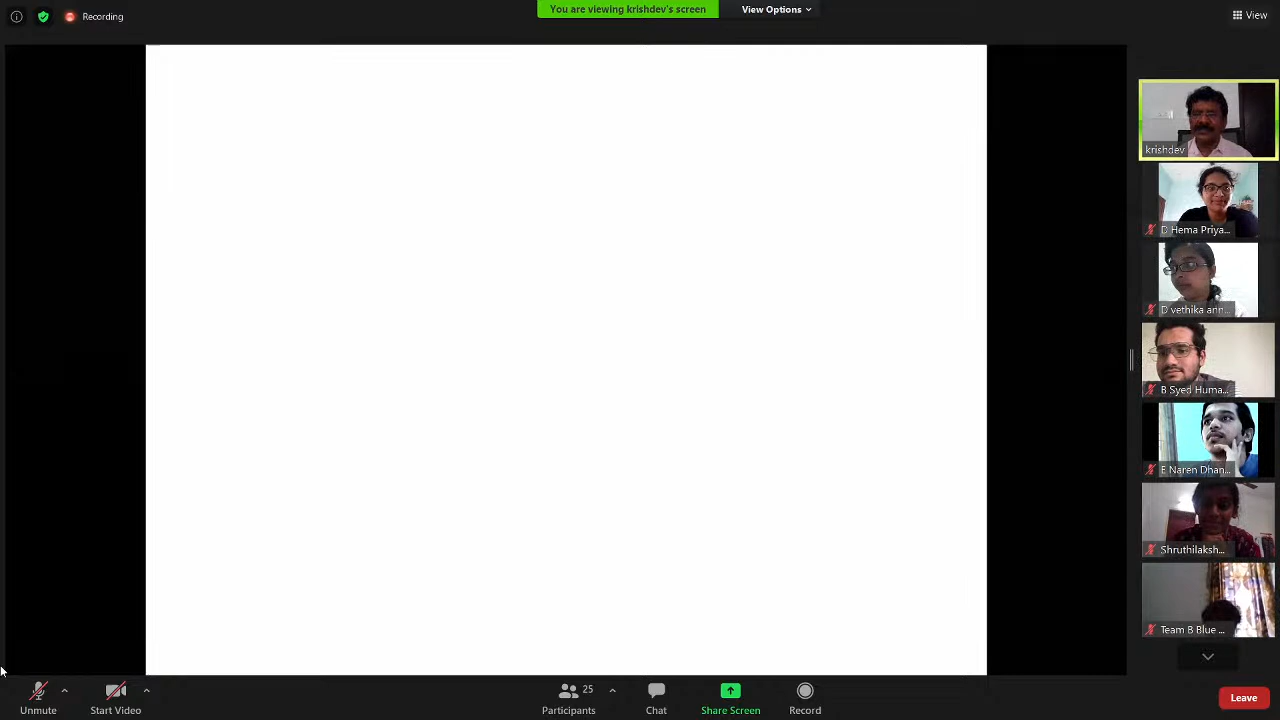 Recording
You are viewing krishdev's screen
View Options
View
krishdev
D Hema Priya...
D vethika ann...
B Syed Huma...
E Naren Dhan...
Shruthilaksh...
Team B Blue ...
Unmute
Start Video
Participants
25
Chat
Share Screen
Record
Leave